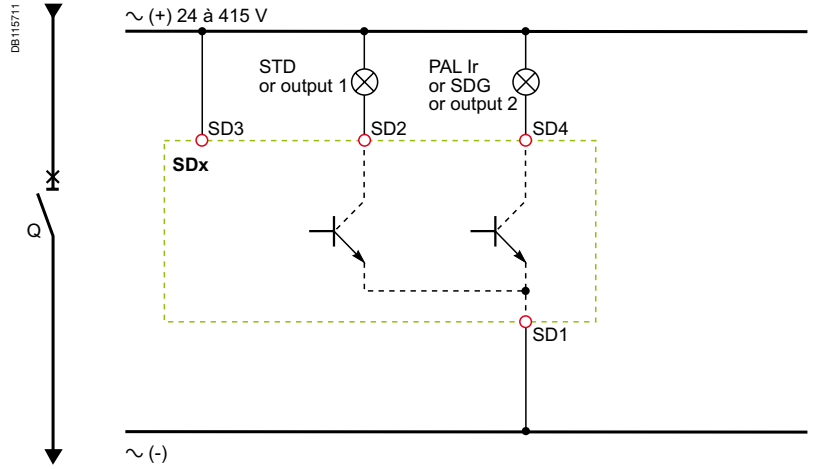 DB115711
∼ (+) 24 à 415 V
STD
or output 1
PAL Ir
or SDG
or output 2
SD3
SD2
SD4
SDx
Q
SD1
∼ (-)